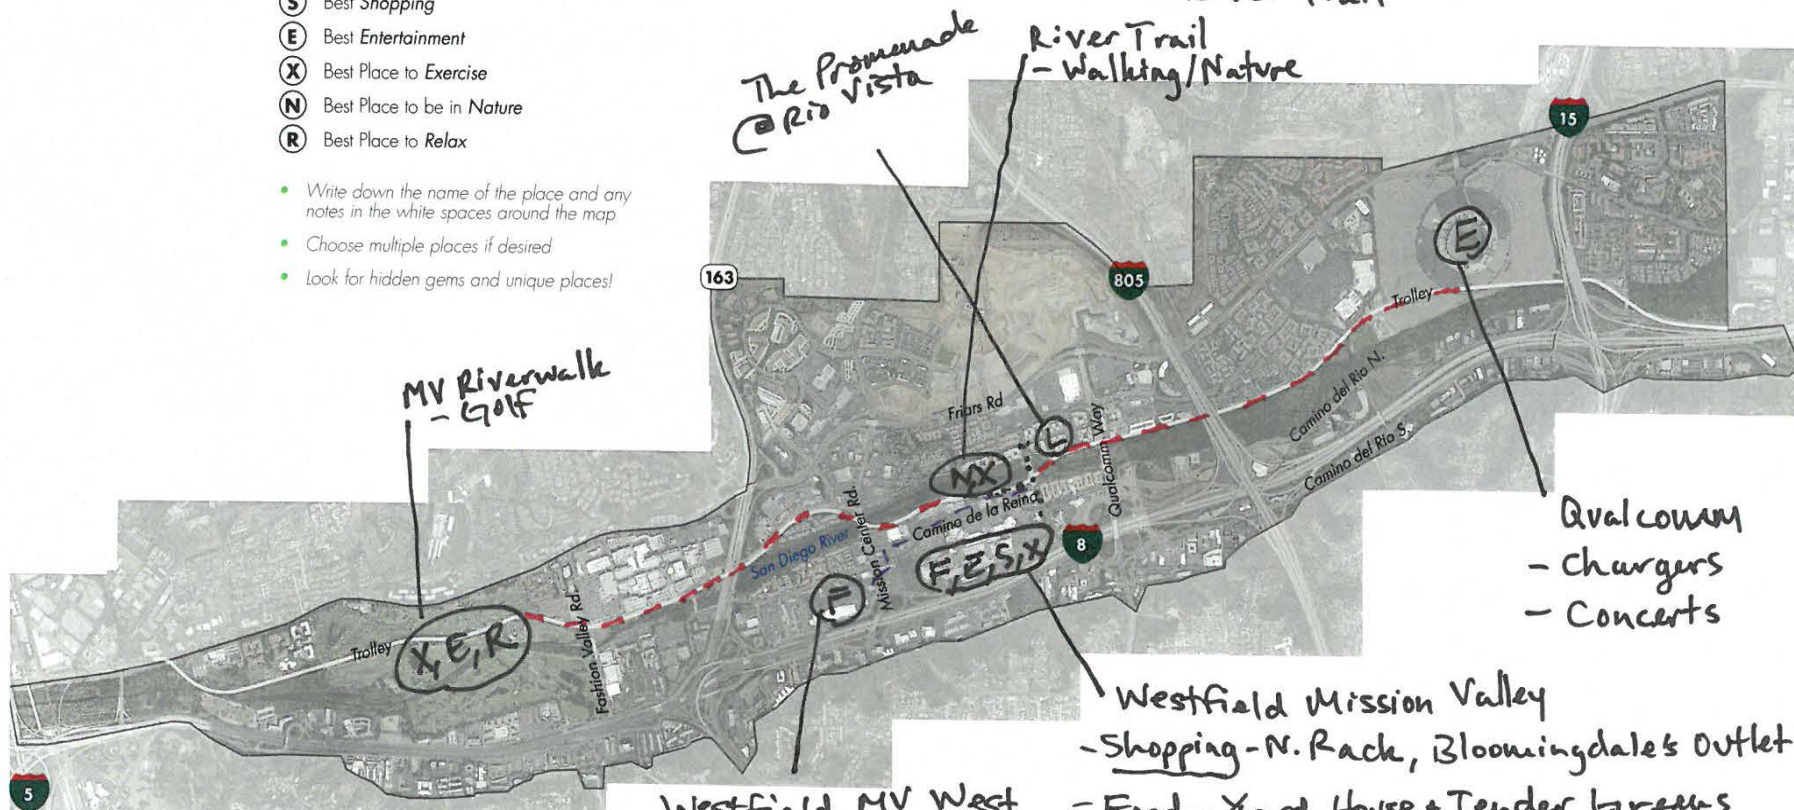 S Best Shopping
E Best Entertainment
X Best Place to Exercise
N Best Place to be in Nature
R Best Place to Relax
• Write down the name of the place and any
notes in the white spaces around the map
• Choose multiple places if desired
• Look for hidden gems and unique places!
The Promenade
@ Rio Vista
River Trail
- Walking/Nature
15
E
163
805
Trolley
MV Riverwalk
- Golf
Friars Rd
L
Qualcomm Way
Camino del Rio N.
Camino del Rio S.
N,X
Camino de la Reina
Mission Center Rd.
San Diego River
8
F,E,S,X
F
Qualcomm
- Chargers
- Concerts
Trolley
X,E,R
Fashion Valley Rd.
5
Westfield Mission Valley
- Shopping - N. Rack, Bloomingdale's Outlet
Westfield MV West
- Food - Yard House & Tender Greens